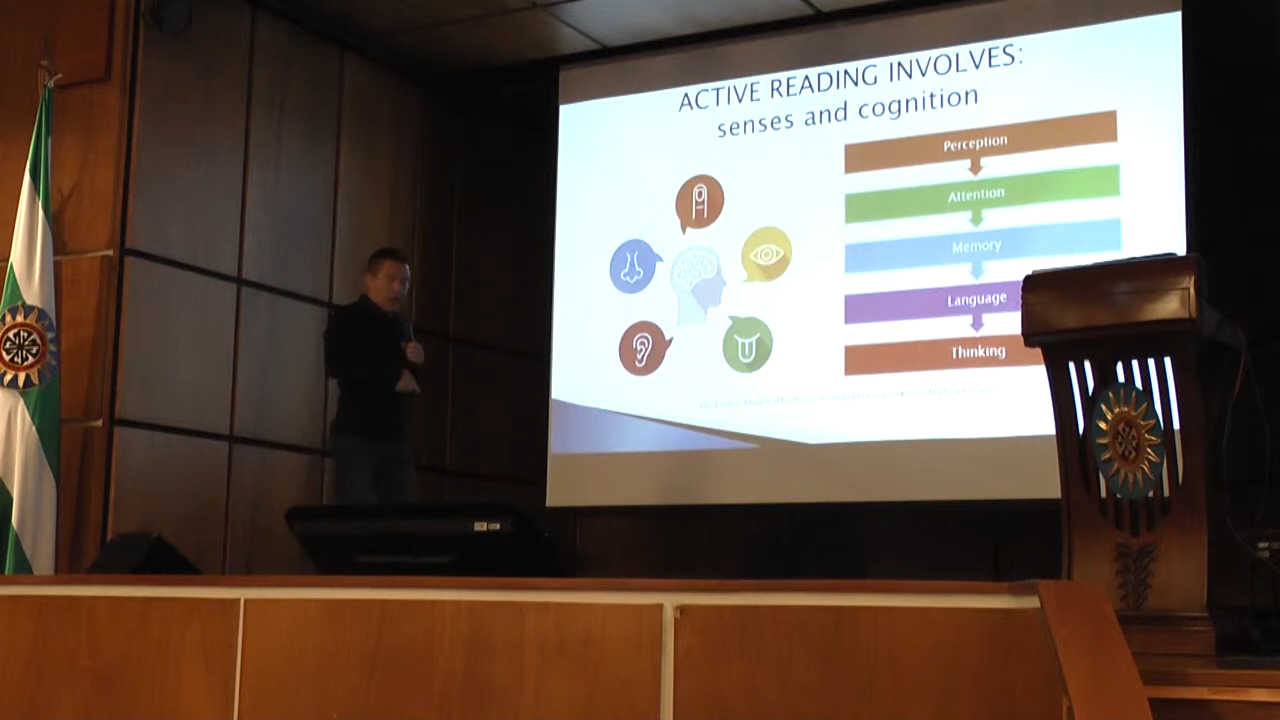 ACTIVE READING INVOLVES:
senses and cognition
Perception
Attention
Memory
Language
Thinking